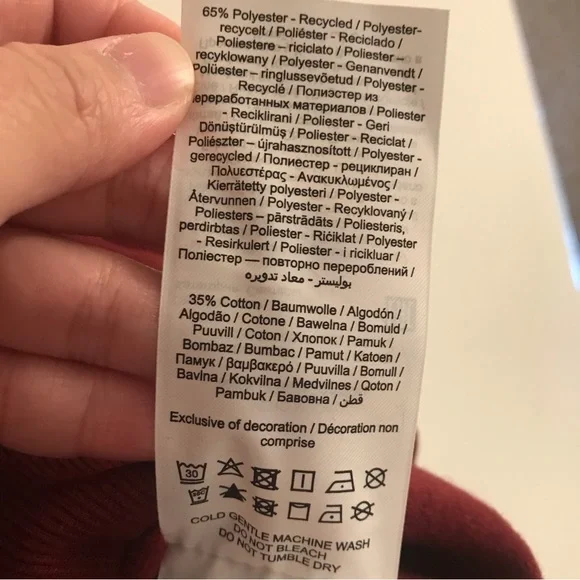 65% Polyester - Recycled / Polyester-
recycelt / Poliéster - Reciclado /
Poliestere – riciclato / Poliester –
recyklowany / Polyester - Genanvendt /
Polüester – ringlussevõetud / Polyester -
Recyclé / Полиэстер из
переработанных материалов / Poliester
- Reciklirani / Poliester - Geri
Dönüştürülmüş / Poliester - Reciclat /
Poliészter – újrahasznosított / Polyester -
gerecycled / Полиестер - рециклиран /
Πολυεστέρας - Ανακυκλωμένος /
Kierrätetty polyesteri / Polyester -
Återvunnen / Polyester - Recyklovaný /
Poliesters – pārstrādāts / Poliesteris,
perdirbtas / Poliester - Ričiklat / Polyester
- Resirkulert / Poliester - i ricikluar /
Поліестер — повторно перероблений /
بوليستر - معاد تدويره
35% Cotton / Baumwolle / Algodón /
Algodão / Cotone / Bawełna / Bomuld /
Puuvill / Coton / Хлопок / Pamuk /
Bombaz / Bumbac / Pamut / Katoen /
Памук / βαμβακερό / Puuvilla / Bomull /
Bavlna / Kokvilna / Medvilnes / Qoton /
Pambuk / Бавовна / قطن
Exclusive of decoration / Décoration non
comprise
30
COLD GENTLE MACHINE WASH
DO NOT BLEACH
DO NOT TUMBLE DRY